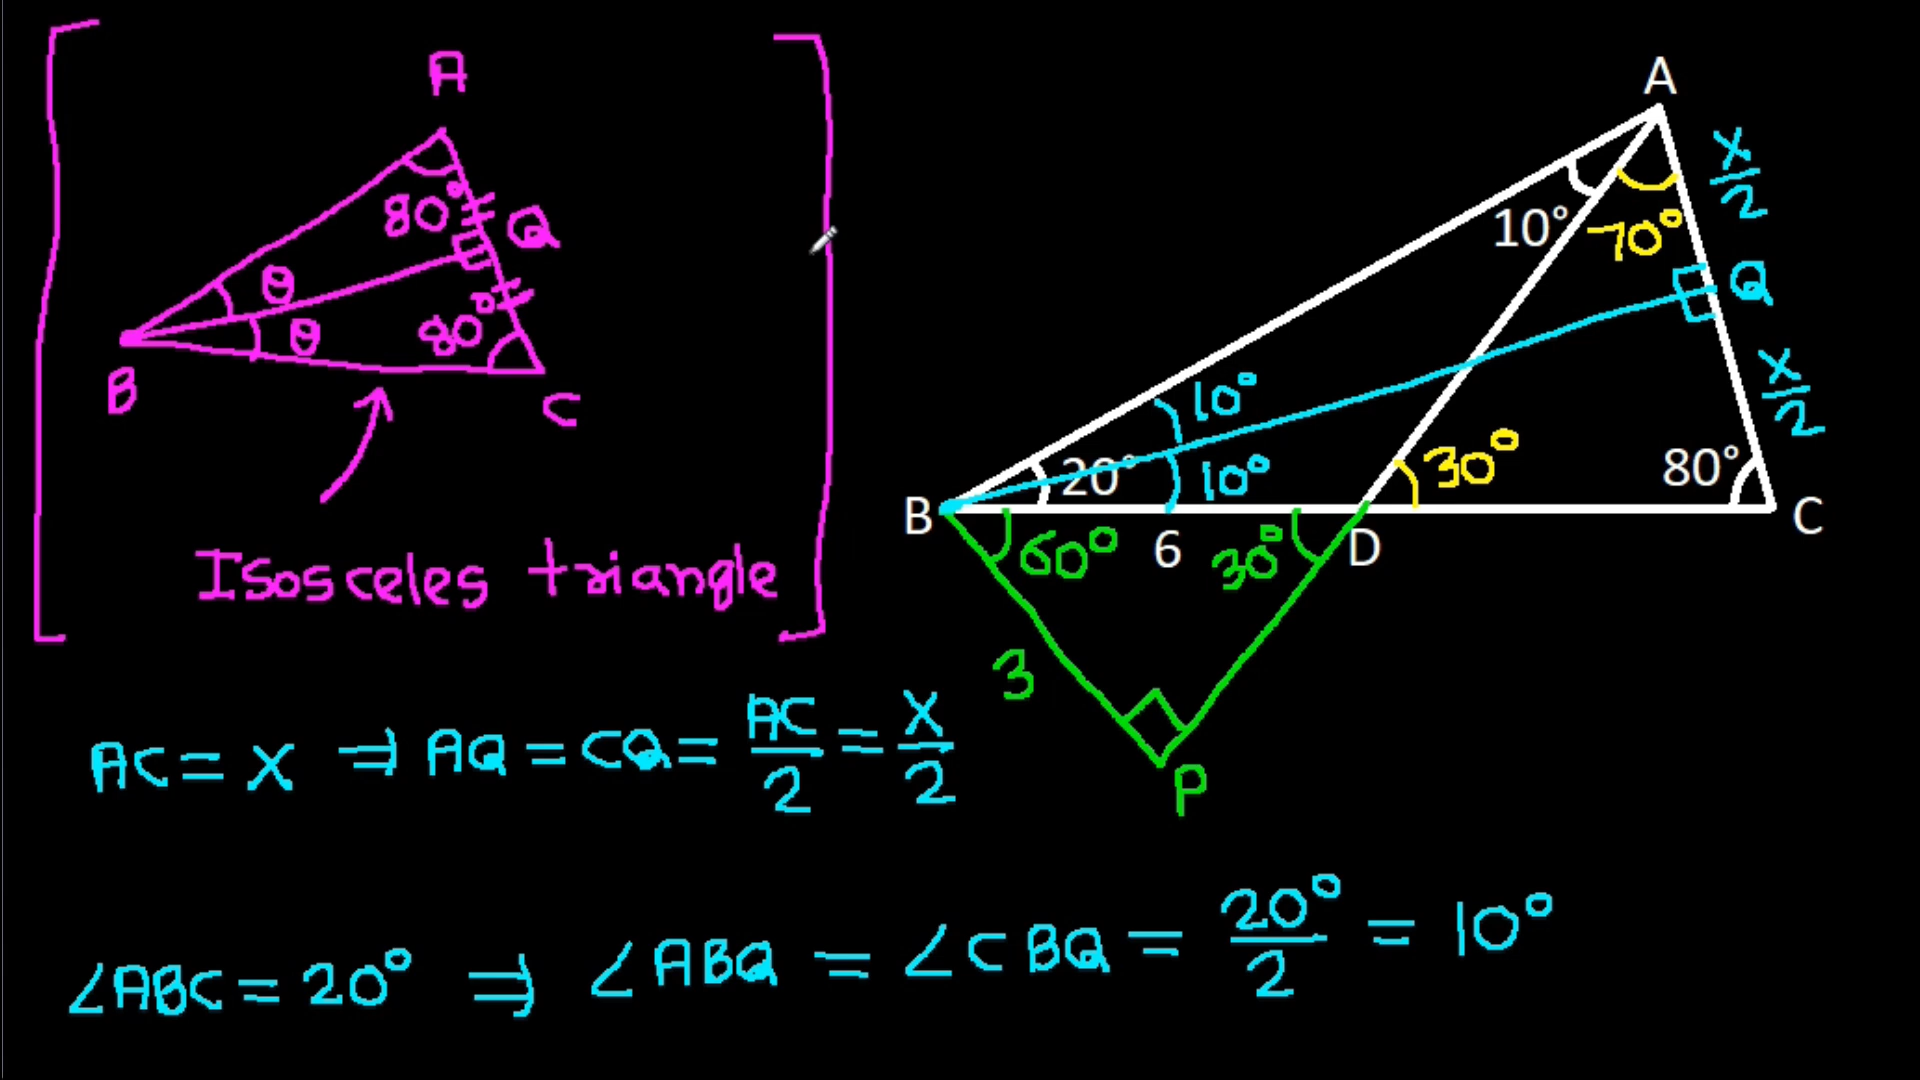 A
80°
Q
θ
θ
80°
B
C
Isosceles triangle
A
x/2
10°
70°
Q
x/2
10°
20°
10°
30°
80°
B
60°
6
30°
D
C
3
P
AC = x ⇒ AQ = CQ = AC/2 = x/2
∠ABC = 20° ⇒ ∠ABQ = ∠CBQ = 20°/2 = 10°